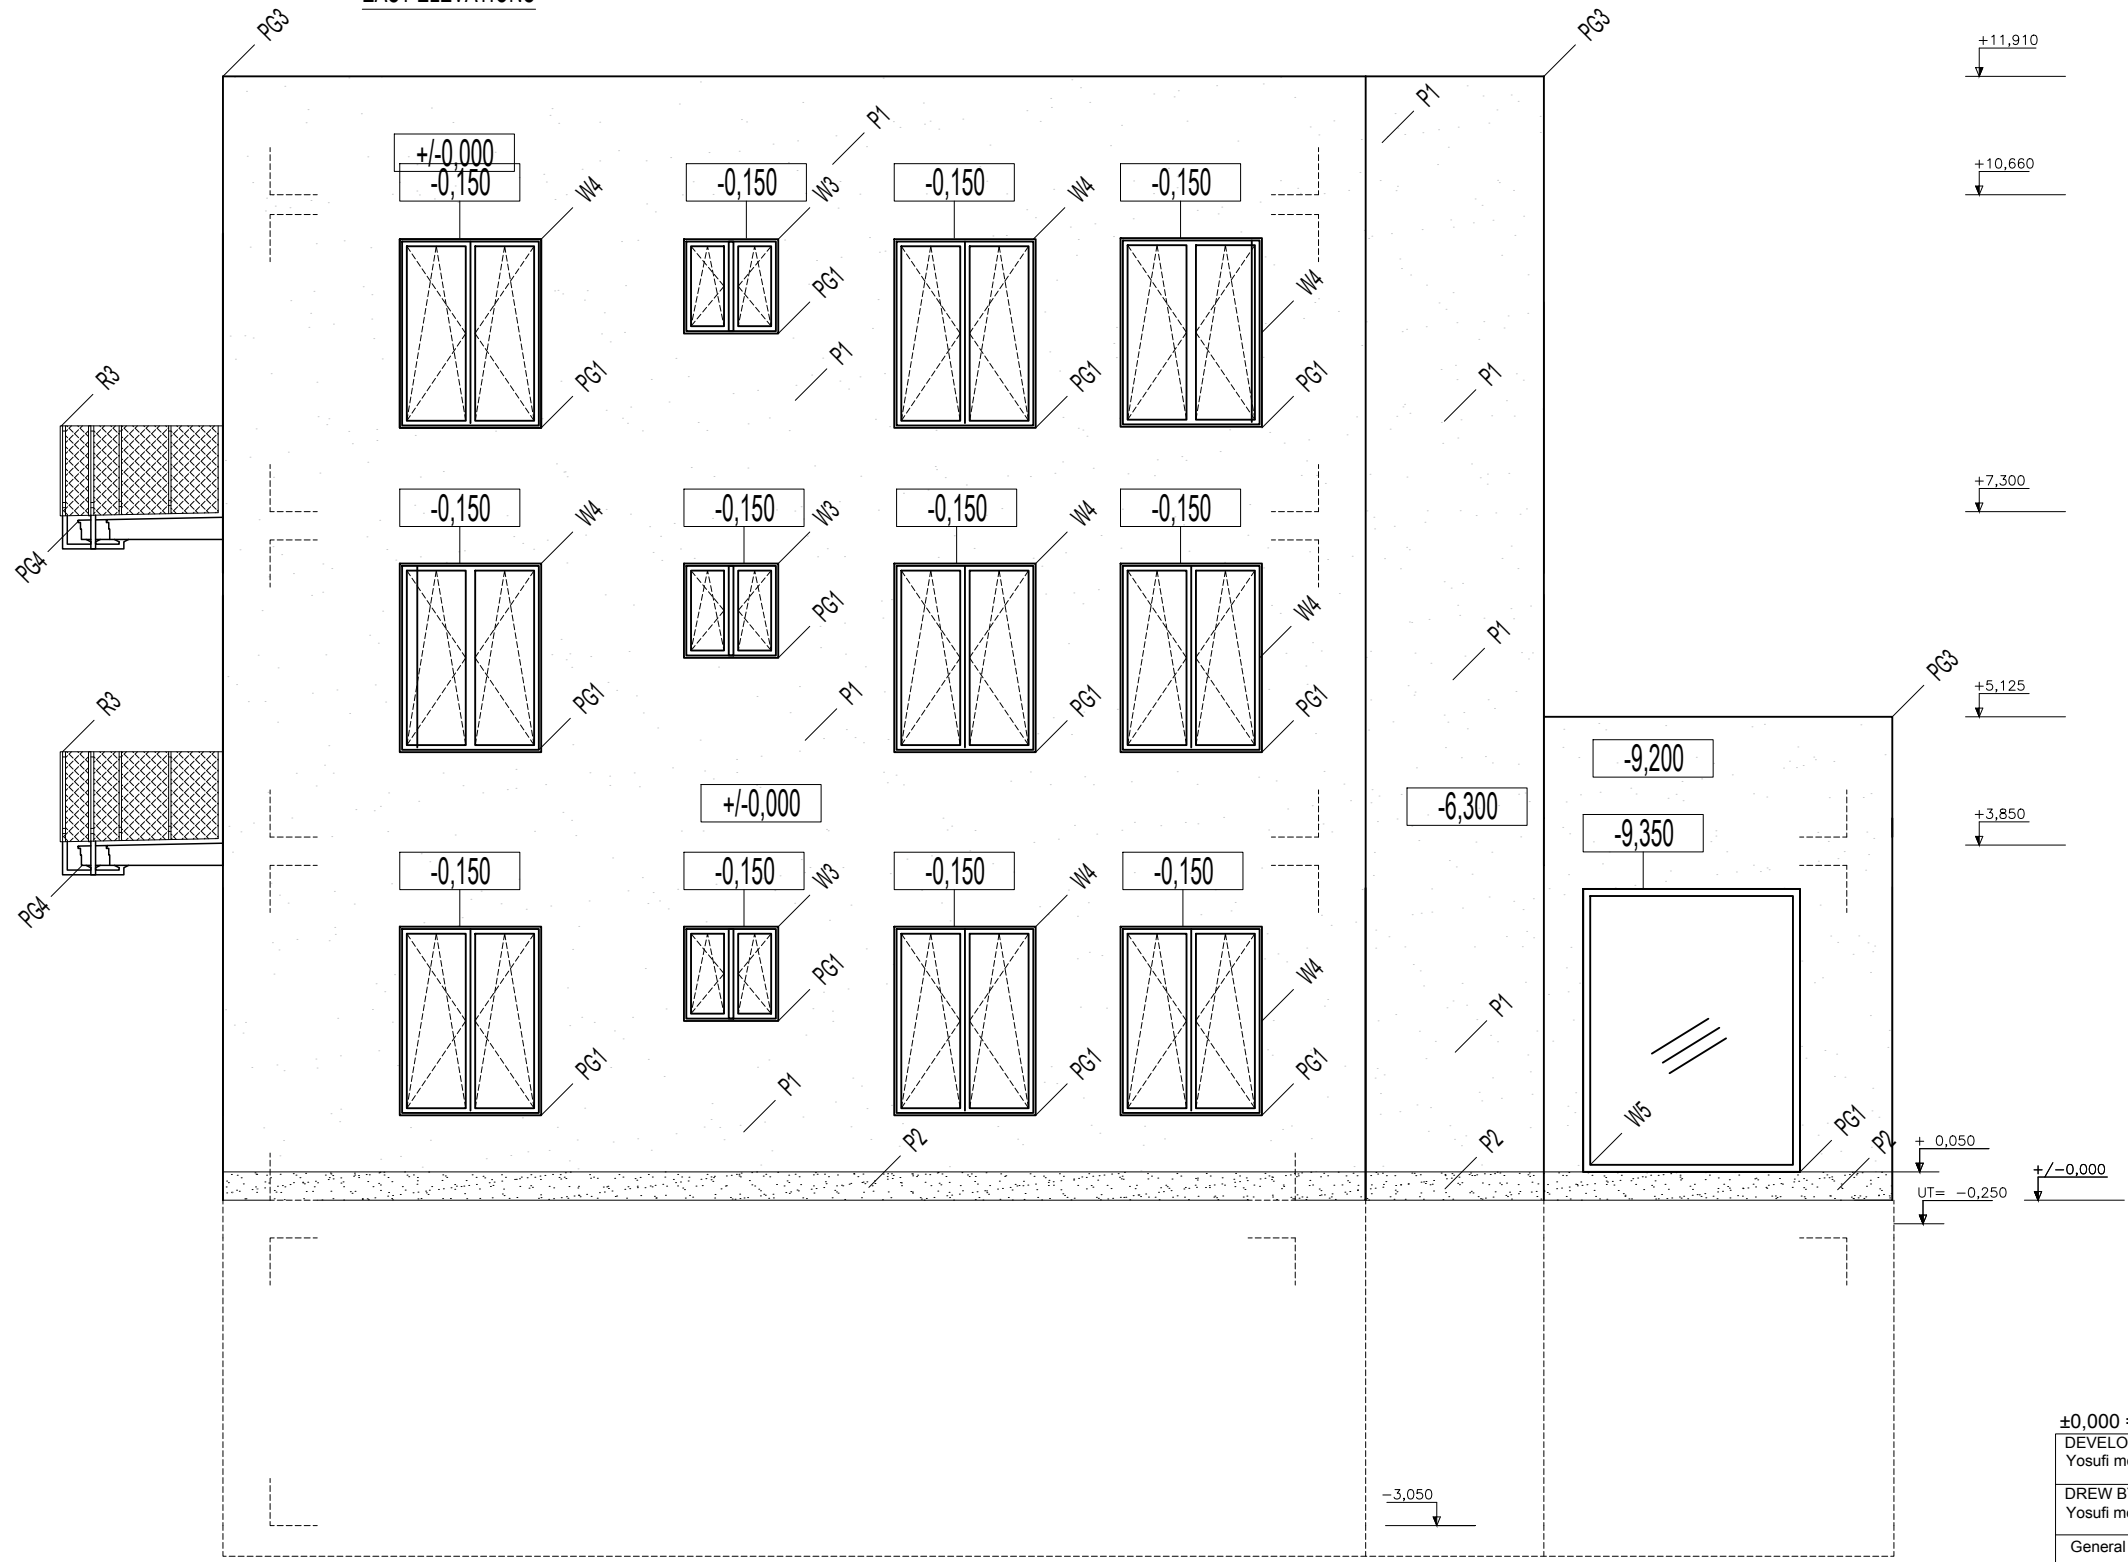 PG3
PG3
+11,910
P1
P1
+/-0,000
+10,660
-0,150
-0,150
-0,150
-0,150
W4
W3
W4
PG1
W4
P1
R3
PG1
PG1
PG1
P1
-0,150
-0,150
-0,150
-0,150
+7,300
W4
W3
W4
PG4
PG1
W4
P1
PG3
R3
PG1
P1
PG1
PG1
+5,125
-9,200
+/-0,000
-6,300
-9,350
+3,850
-0,150
-0,150
-0,150
-0,150
W3
W4
PG4
PG1
W4
P1
PG1
P1
PG1
PG1
W5
PG1
P2
P2
P2
+ 0,050
+/-0,000
UT= -0,250
±0,000
-3,050
DEVELO
Yosufi
DREW
Yosufi
General